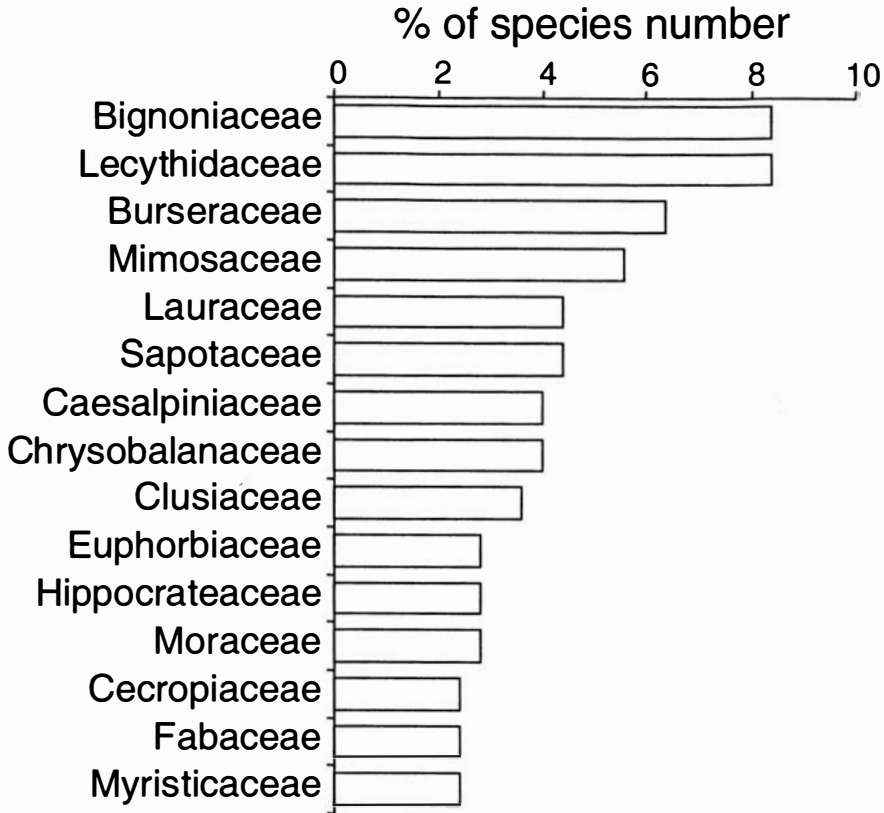 % of species number
0 2 4 6 8 10
Bignoniaceae
Lecythidaceae
Burseraceae
Mimosaceae
Lauraceae
Sapotaceae
Caesalpiniaceae
Chrysobalanaceae
Clusiaceae
Euphorbiaceae
Hippocrateaceae
Moraceae
Cecropiaceae
Fabaceae
Myristicaceae